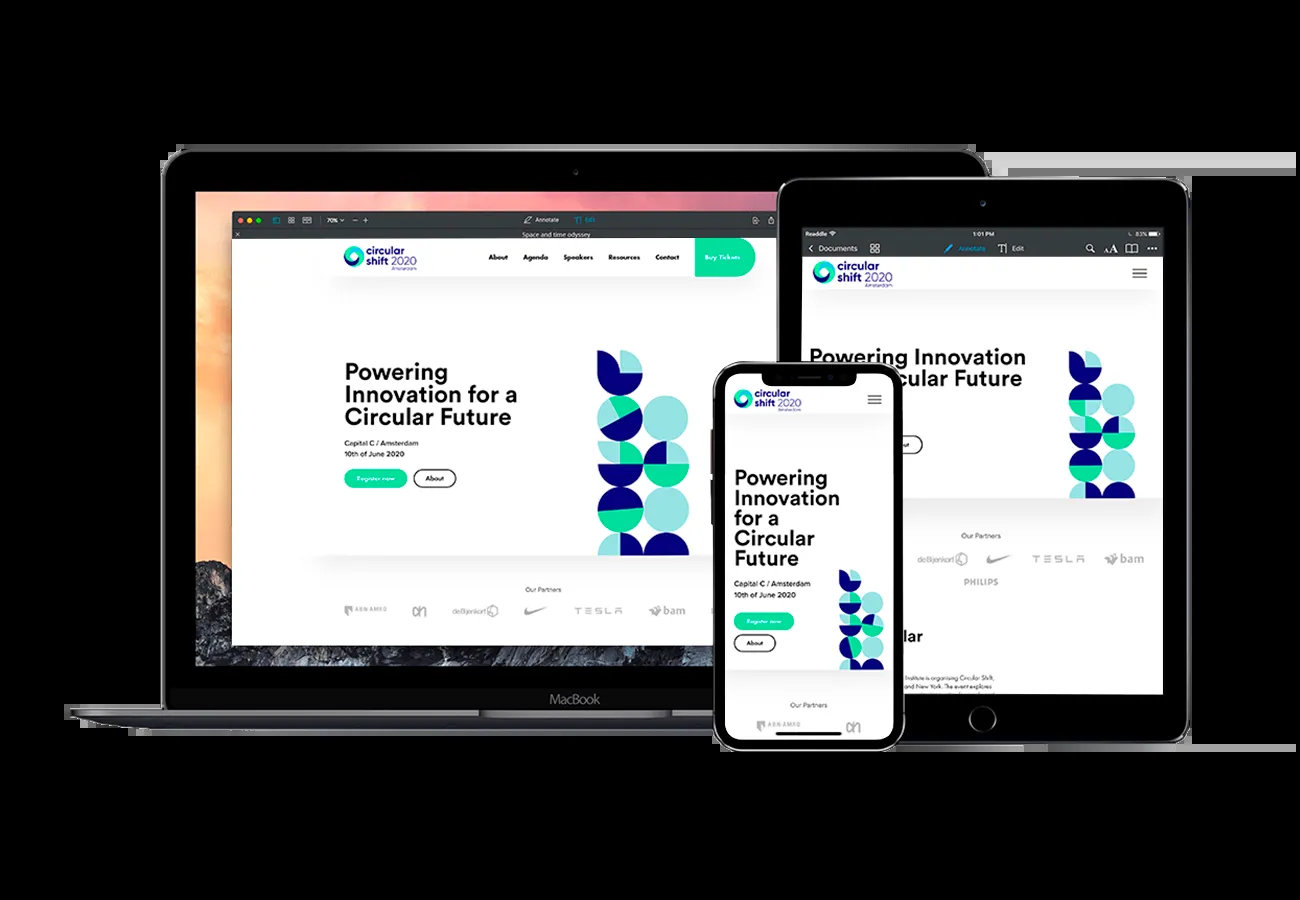 70%
Annotate
Edit
Space and time odyssey
circular
shift 2020
Amsterdam
About Agenda Speakers Resources Contact Buy Tickets
Powering
Innovation for a
Circular Future
Capital C / Amsterdam
10th of June 2020
Register now About
Our Partners
ABN·AMRO
deBijenkorf
TESLA
bam
MacBook
Readdle 1:01 PM 83%
Documents Annotate Edit AA
circular
shift 2020
Amsterdam
Powering Innovation
cular Future
Our Partners
deBijenkorf TESLA bam
PHILIPS
lar
Institute is organising Circular Shift,
and New York. The event explores
circular
shift 2020
Amsterdam
Powering
Innovation
for a
Circular
Future
Capital C / Amsterdam
10th of June 2020
Register now
About
Our Partners
ABN·AMRO